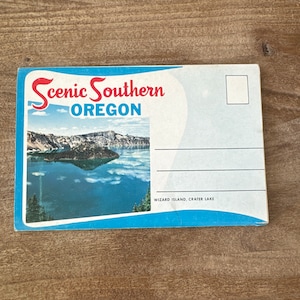 Scenic Southern
OREGON
WIZARD ISLAND, CRATER LAKE